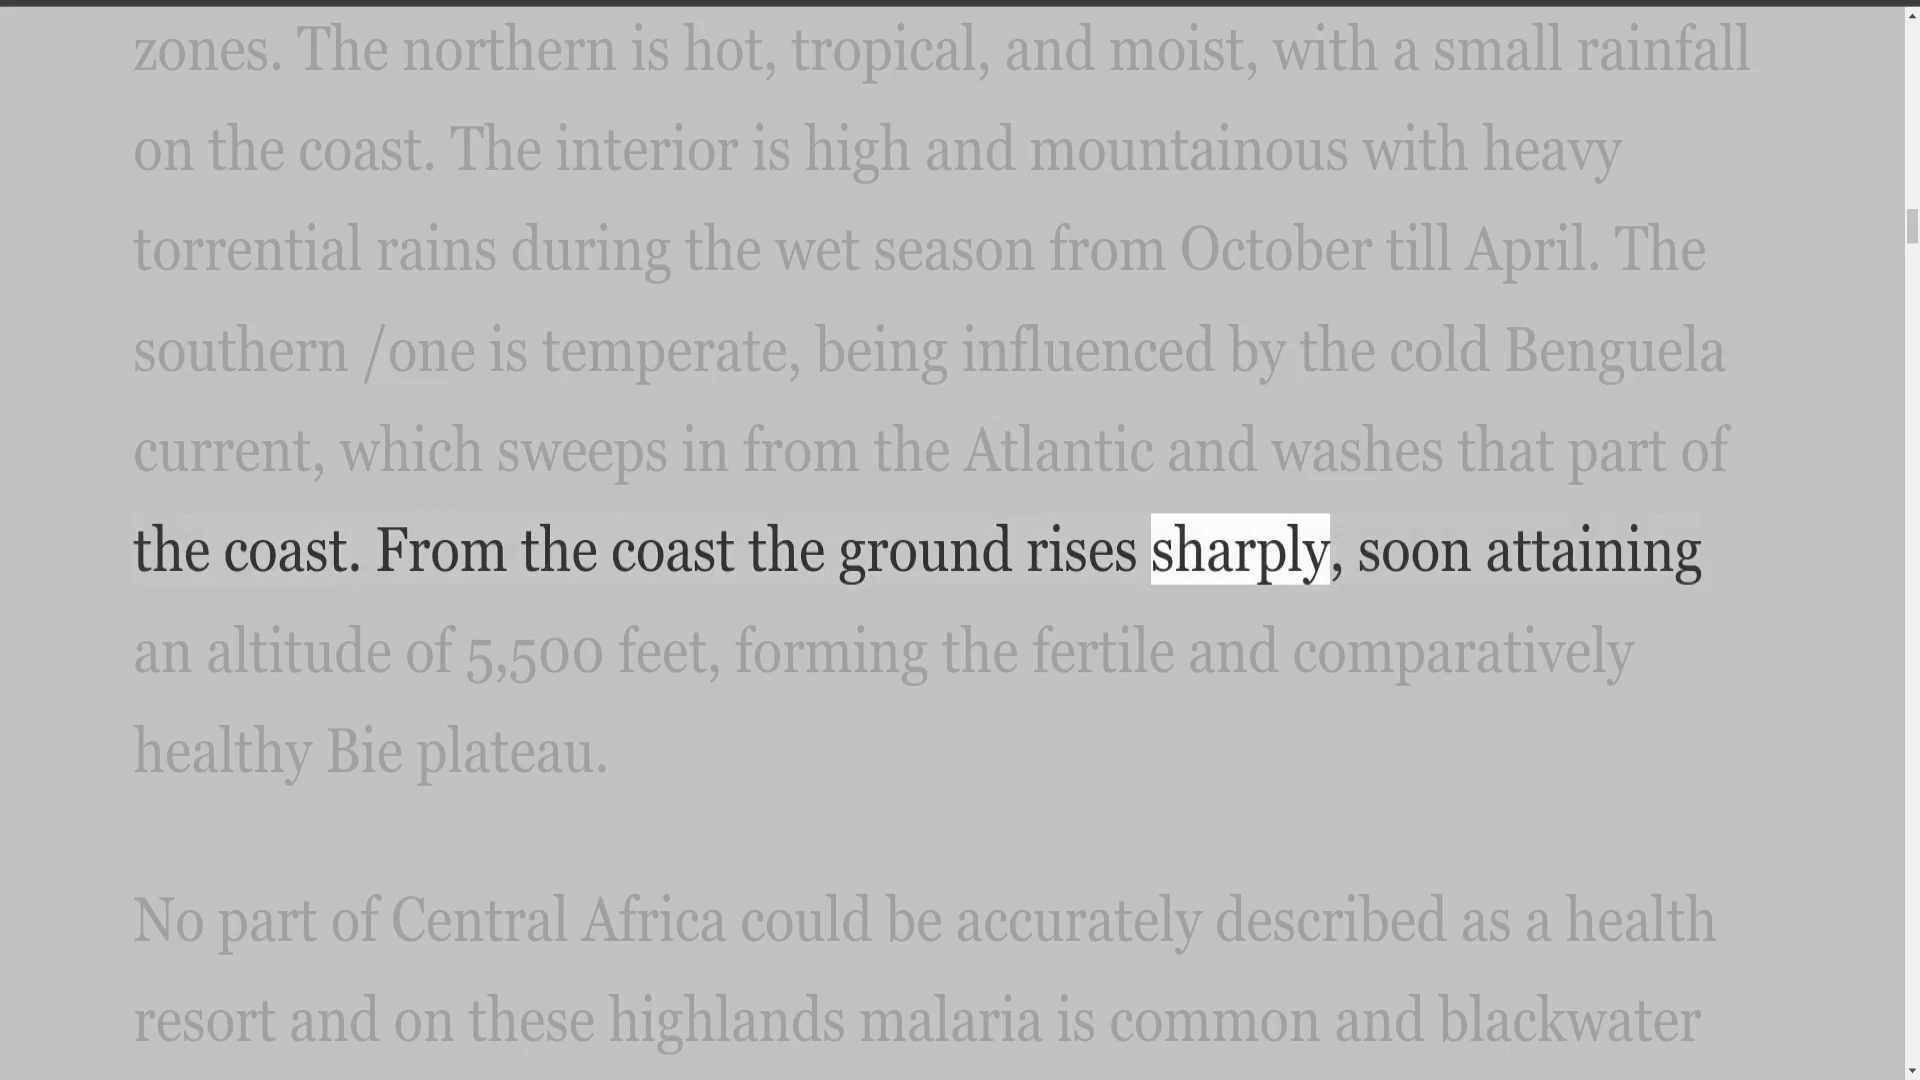 zones. The northern is hot, tropical, and moist, with a small rainfall
on the coast. The interior is high and mountainous with heavy
torrential rains during the wet season from October till April. The
southern /one is temperate, being influenced by the cold Benguela
current, which sweeps in from the Atlantic and washes that part of
the coast. From the coast the ground rises sharply, soon attaining
an altitude of 5,500 feet, forming the fertile and comparatively
healthy Bie plateau.
No part of Central Africa could be accurately described as a health
resort and on these highlands malaria is common and blackwater